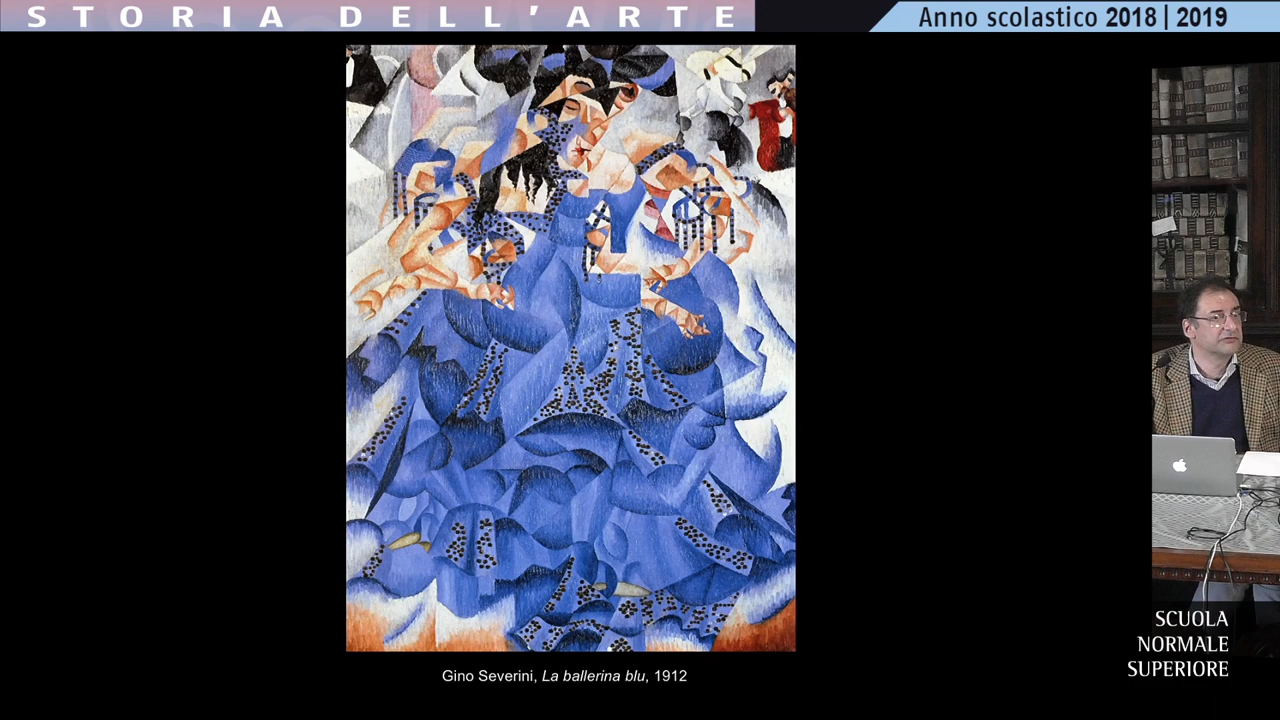 STORIA DELL'ARTE
Anno scolastico 2018 | 2019
Gino Severini, La ballerina blu, 1912
SCUOLA
NORMALE
SUPERIORE